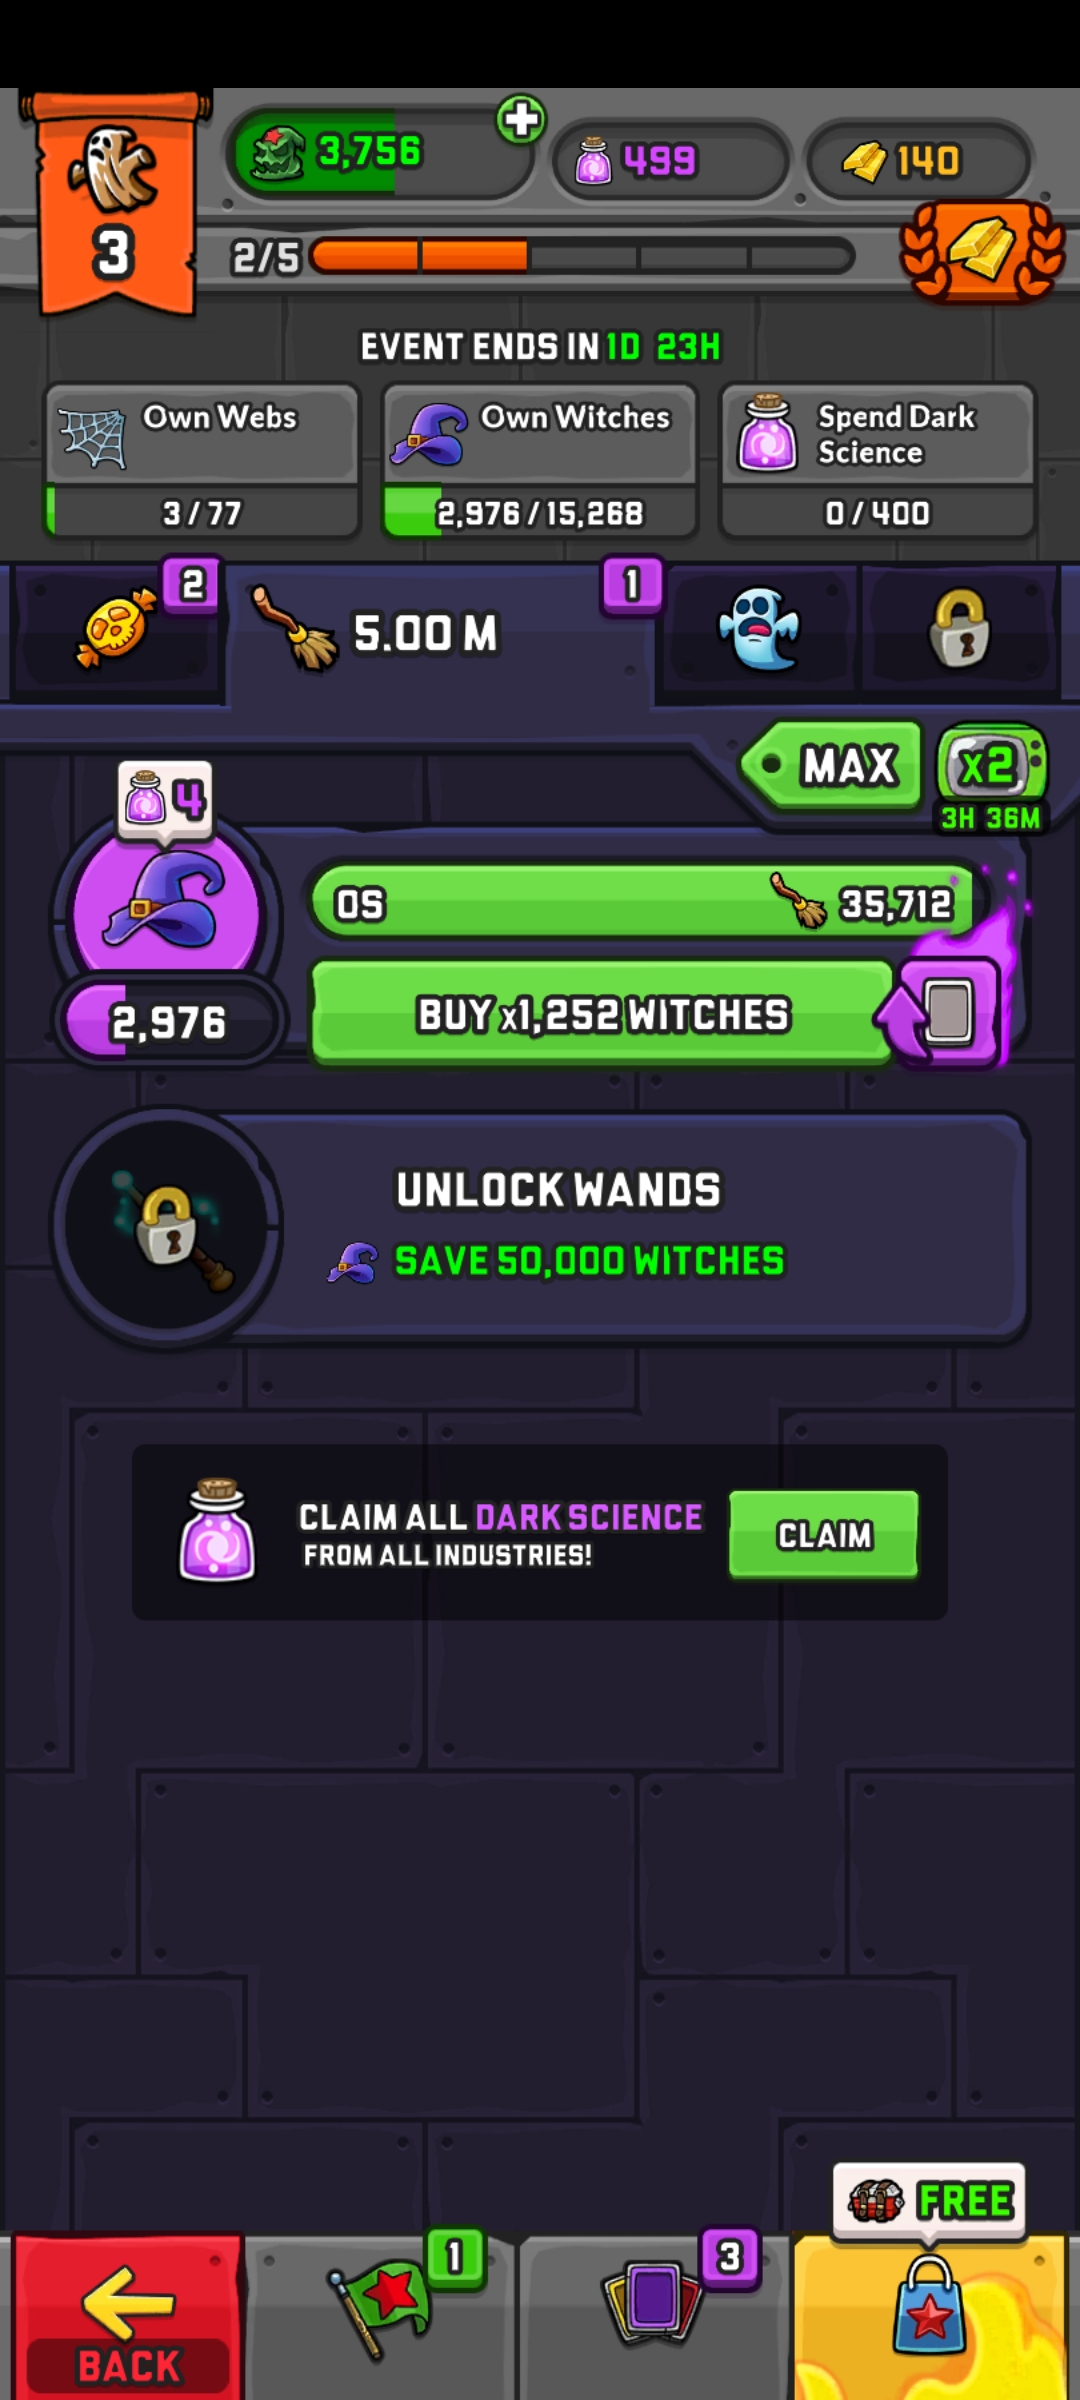 3,756
499
140
3
2/5
EVENT ENDS IN 1D 23H
Own Webs
3/77
Own Witches
2,976/15,268
Spend Dark
Science
0/400
2
5.00 M
1
MAX
x2
3H 36M
4
0S
35,712
2,976
BUY x1,252 WITCHES
UNLOCK WANDS
SAVE 50,000 WITCHES
CLAIM ALL DARK SCIENCE
FROM ALL INDUSTRIES!
CLAIM
FREE
1
3
BACK